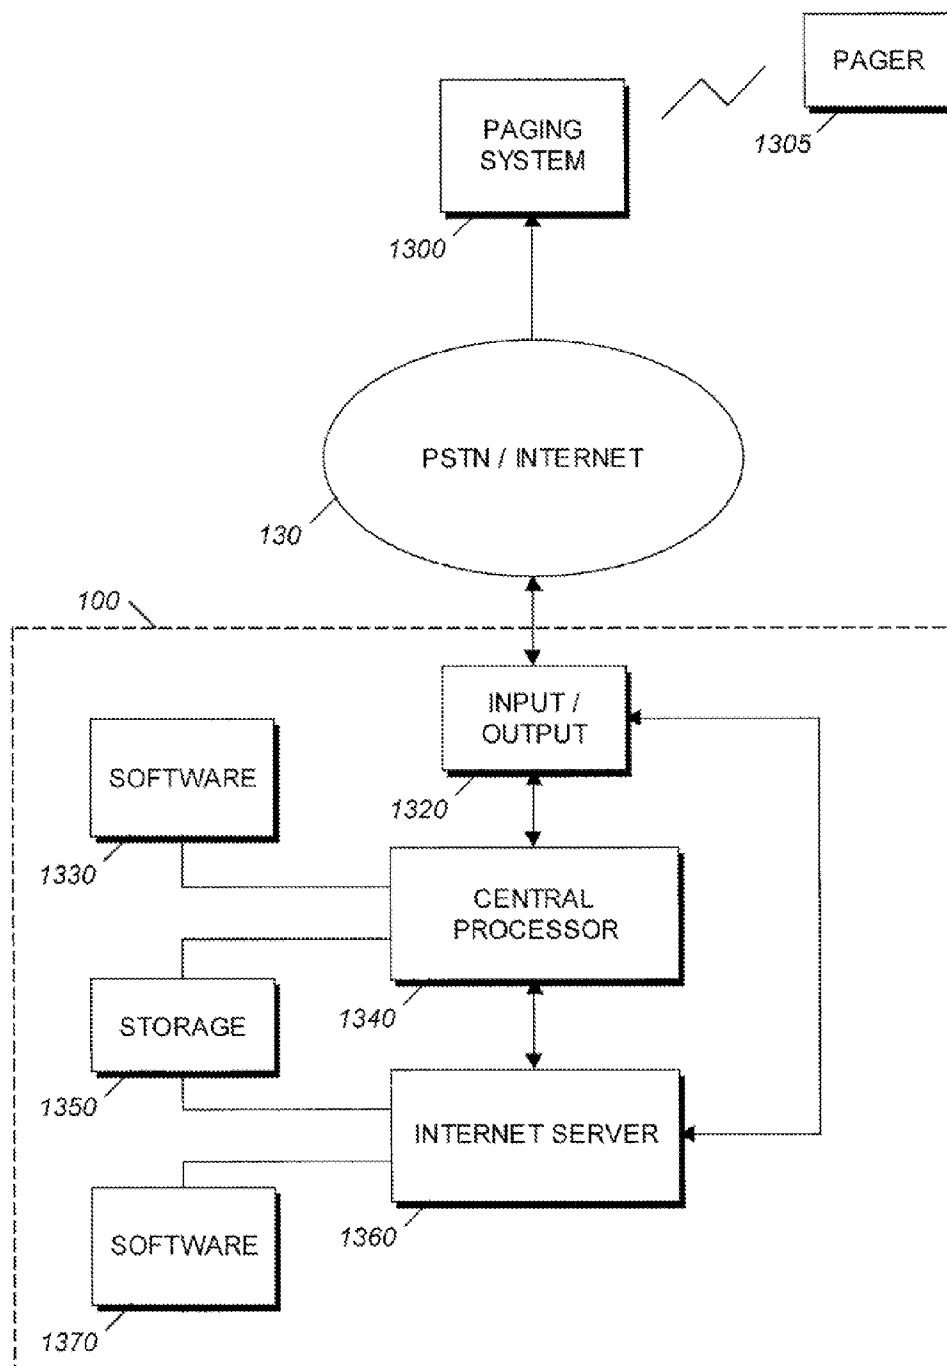 PAGER
1305
PAGING
SYSTEM
1300
PSTN / INTERNET
130
100
INPUT /
OUTPUT
1320
SOFTWARE
1330
CENTRAL
PROCESSOR
1340
STORAGE
1350
INTERNET SERVER
1360
SOFTWARE
1370